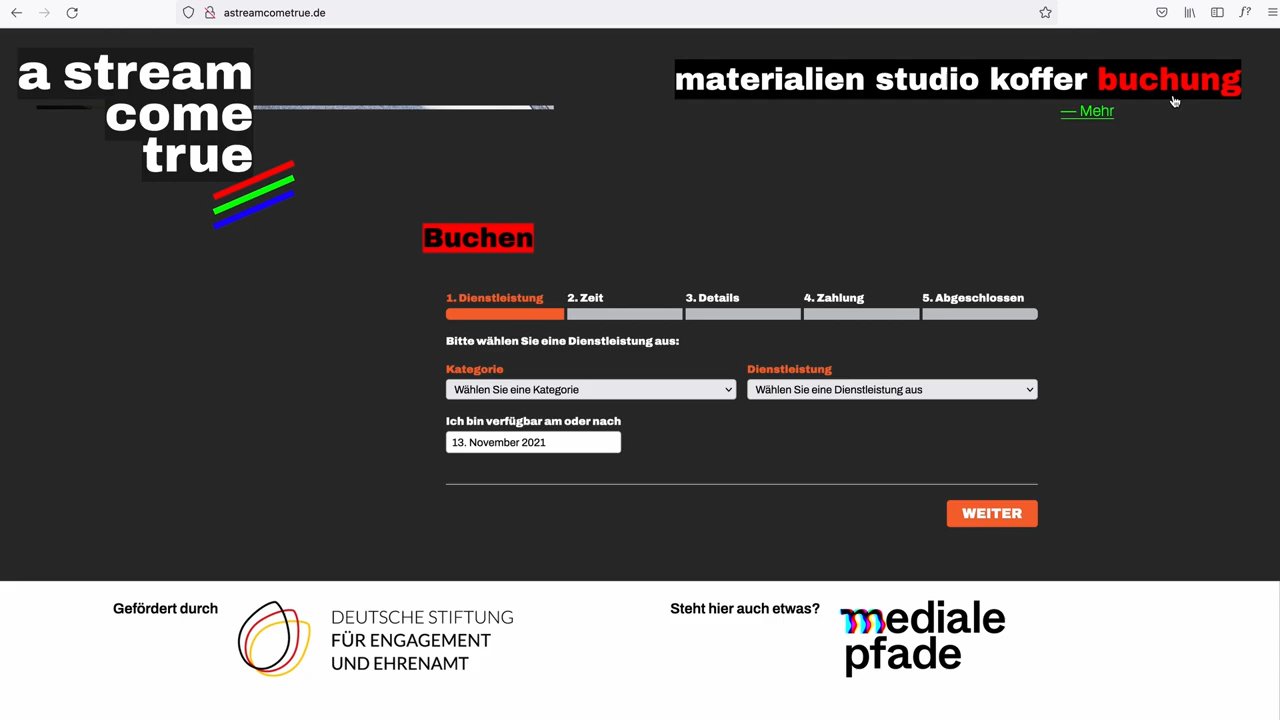 astreamcometrue.de
a stream
come
true
materialien studio koffer buchung
— Mehr
Buchen
1. Dienstleistung 2. Zeit 3. Details 4. Zahlung 5. Abgeschlossen
Bitte wählen Sie eine Dienstleistung aus:
Kategorie Dienstleistung
Wählen Sie eine Kategorie Wählen Sie eine Dienstleistung aus
Ich bin verfügbar am oder nach
13. November 2021
WEITER
Gefördert durch
DEUTSCHE STIFTUNG
FÜR ENGAGEMENT
UND EHRENAMT
Steht hier auch etwas?
mediale
pfade